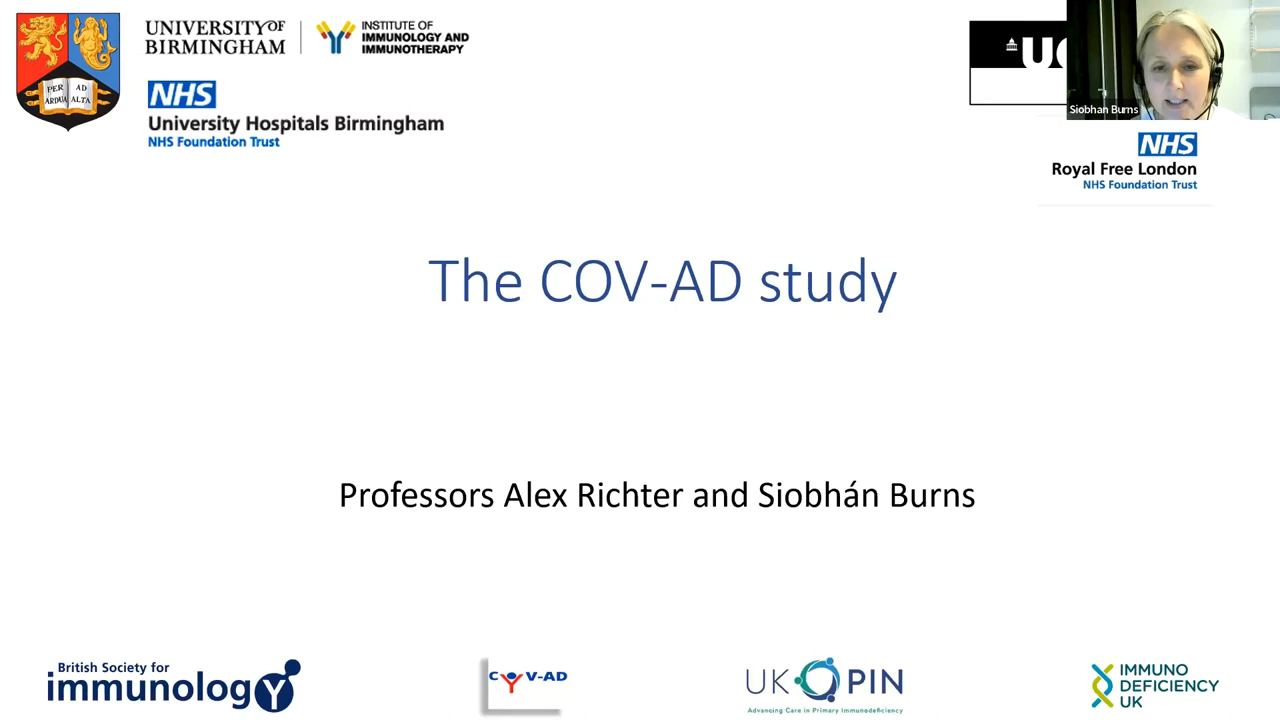 PER AD
ARDUA ALTA
UNIVERSITY OF
BIRMINGHAM
INSTITUTE OF
IMMUNOLOGY AND
IMMUNOTHERAPY
NHS
University Hospitals Birmingham
NHS Foundation Trust
Siobhan Burns
NHS
Royal Free London
NHS Foundation Trust
The COV-AD study
Professors Alex Richter and Siobhán Burns
British Society for
immunology
COV-AD
UK PIN
Advancing Care in Primary Immunodeficiency
IMMUNO
DEFICIENCY
UK